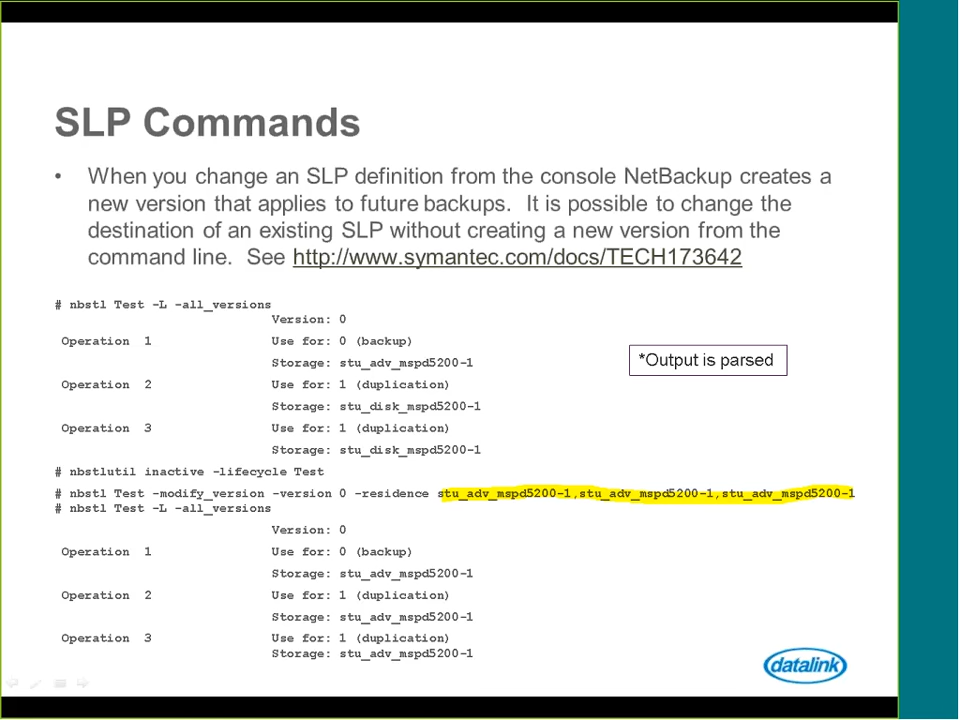 SLP Commands
• When you change an SLP definition from the console NetBackup creates a
new version that applies to future backups. It is possible to change the
destination of an existing SLP without creating a new version from the
command line. See http://www.symantec.com/docs/TECH173642
# nbstl Test -L -all_versions
Version: 0
Operation 1 Use for: 0 (backup)
Storage: stu_adv_mspd5200-1
*Output is parsed
Operation 2 Use for: 1 (duplication)
Storage: stu_disk_mspd5200-1
Operation 3 Use for: 1 (duplication)
Storage: stu_disk_mspd5200-1
# nbstlutil inactive -lifecycle Test
# nbstl Test -modify_version -version 0 -residence stu_adv_mspd5200-1,stu_adv_mspd5200-1,stu_adv_mspd5200-1
# nbstl Test -L -all_versions
Version: 0
Operation 1 Use for: 0 (backup)
Storage: stu_adv_mspd5200-1
Operation 2 Use for: 1 (duplication)
Storage: stu_adv_mspd5200-1
Operation 3 Use for: 1 (duplication)
Storage: stu_adv_mspd5200-1
datalink